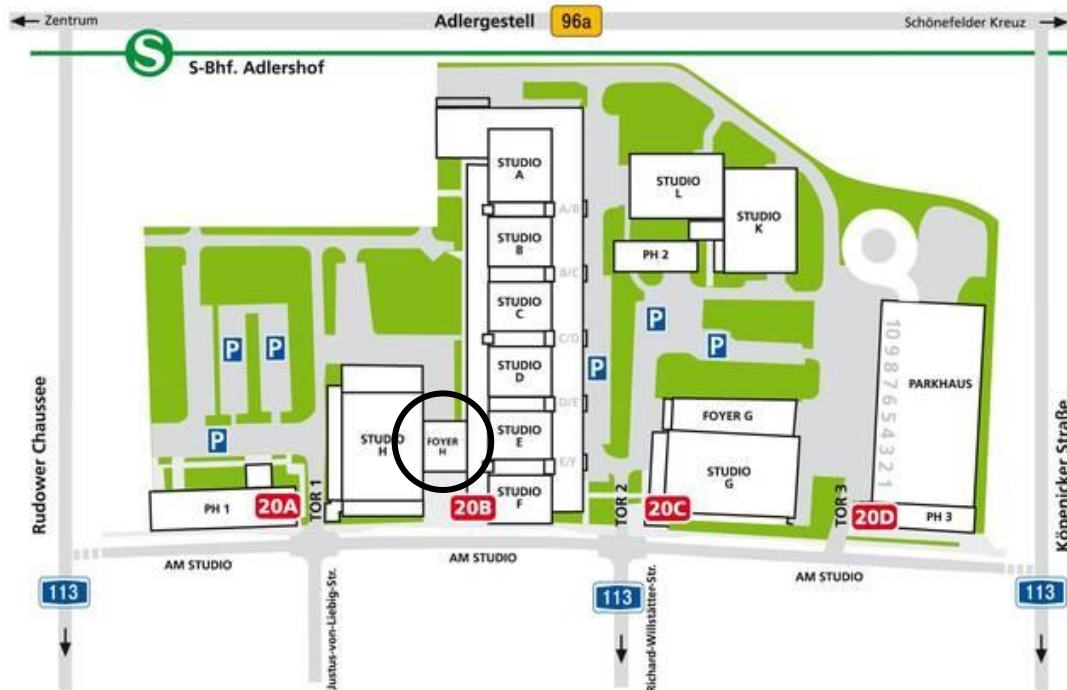 Zentrum
Adlergestell
96a
Schönefelder Kreuz
S
S-Bhf. Adlershof
STUDIO
A
A/B
STUDIO
B
B/C
STUDIO
C
C/D
STUDIO
D
D/E
STUDIO
E
E/F
STUDIO
F
STUDIO
L
STUDIO
K
PH 2
P
P
P
P
P
P
10 9 8 7 6 5 4 3 2 1
PARKHAUS
STUDIO
H
FOYER
H
FOYER G
STUDIO
G
PH 1
20A
TOR 1
20B
TOR 2
20C
TOR 3
20D
PH 3
Rudower Chaussee
Köpenicker Straße
AM STUDIO
AM STUDIO
AM STUDIO
113
Justus-von-Liebig-Str.
113
Richard-Willstätter-Str.
113